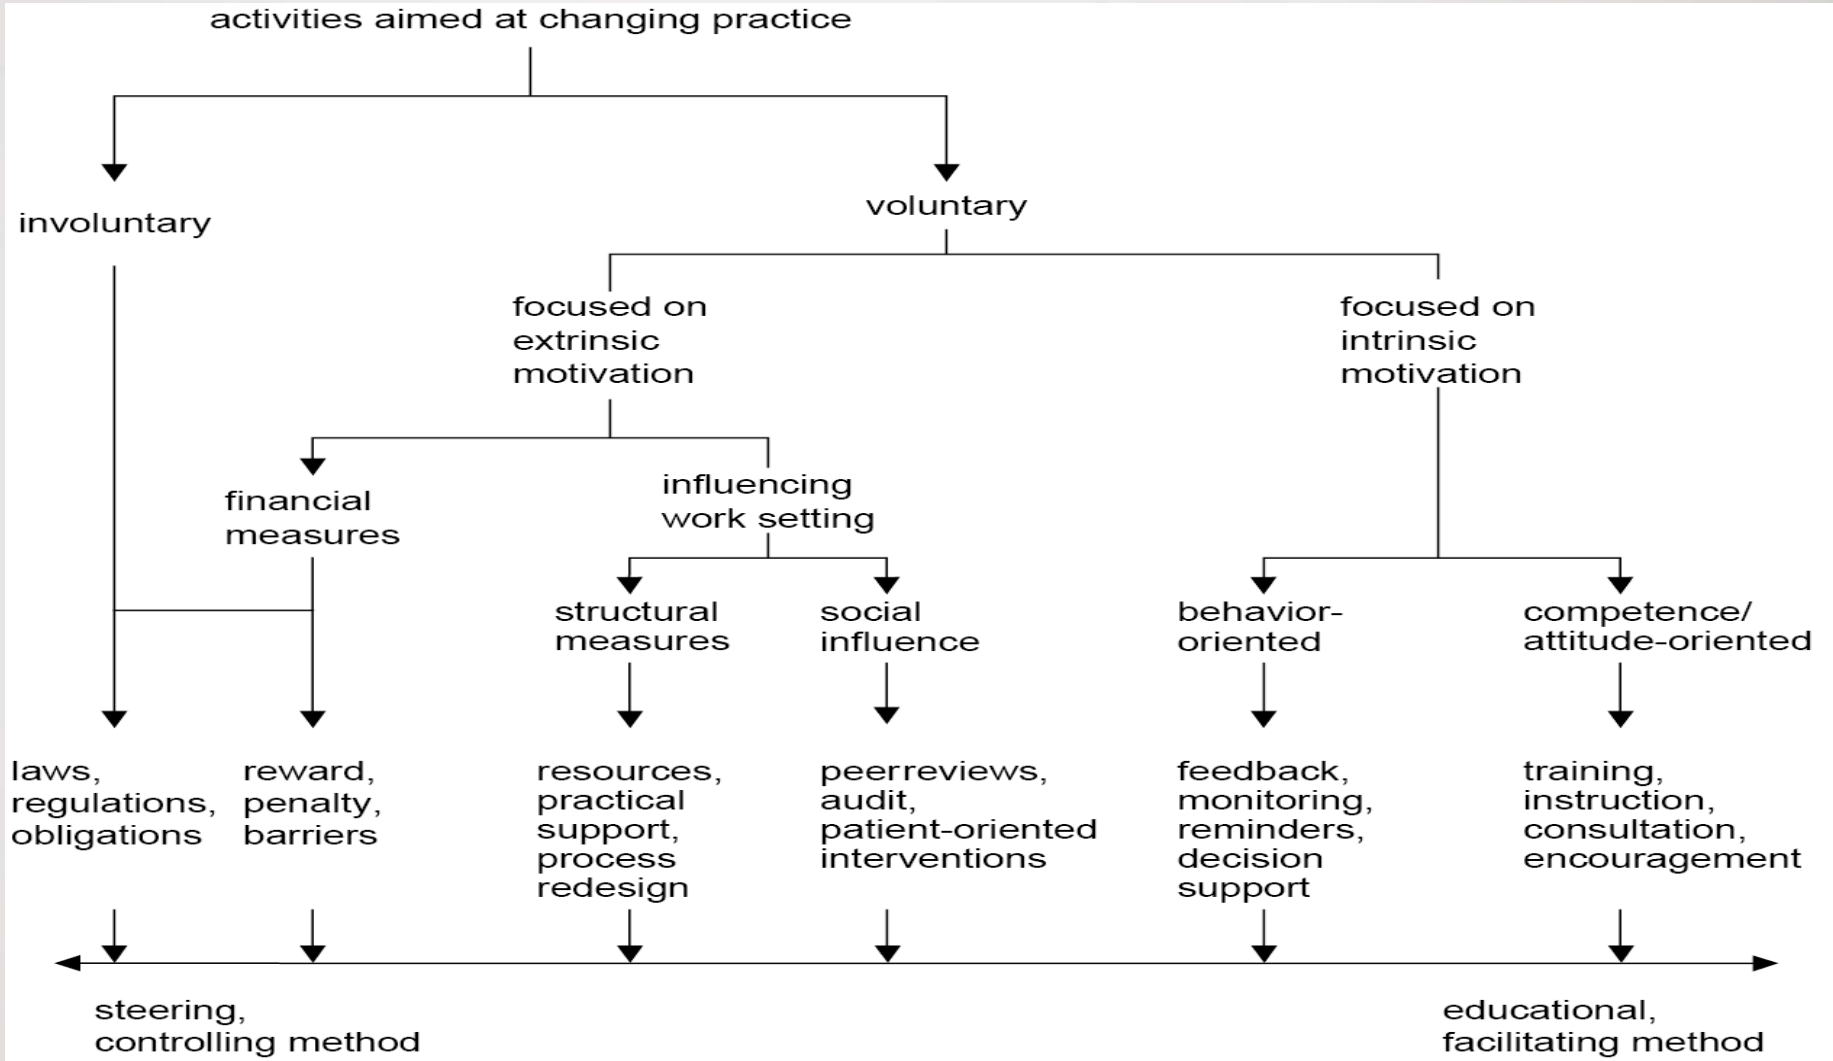 activities aimed at changing practice
involuntary
voluntary
focused on
extrinsic
motivation
focused on
intrinsic
motivation
financial
measures
influencing
work setting
structural
measures
social
influence
behavior-
oriented
competence/
attitude-oriented
laws,
regulations,
obligations
reward,
penalty,
barriers
resources,
practical
support,
process
redesign
peerreviews,
audit,
patient-oriented
interventions
feedback,
monitoring,
reminders,
decision
support
training,
instruction,
consultation,
encouragement
steering,
controlling method
educational,
facilitating method